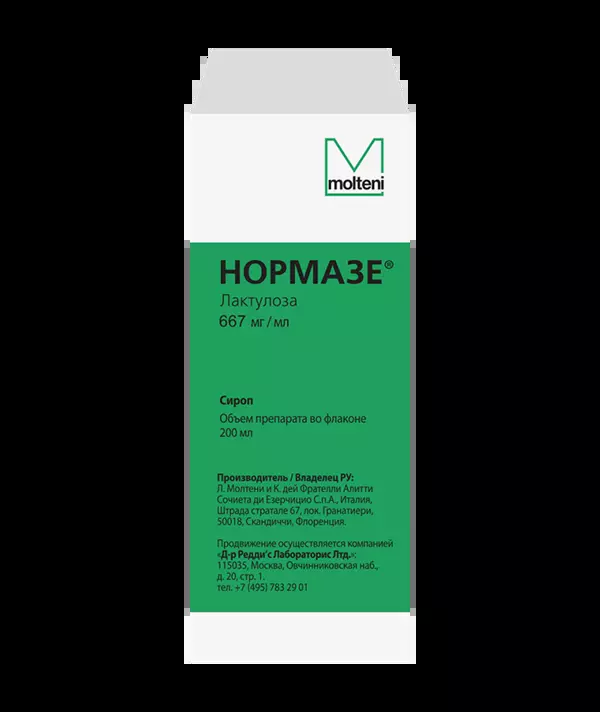 molteni
НОРМАЗЕ®
Лактулоза
667 мг/мл
Сироп
Объем препарата во флаконе
200 мл
Производитель / Владелец РУ:
Л. Молтени и К. дей Фрателли Алитти
Сочиета ди Езерчицио С.п.А., Италия,
Штрада стратале 67, лок. Гранатиери,
50018, Скандиччи, Флоренция.
Продвижение осуществляется компанией
«Д-р Редди'с Лабораторис Лтд.»:
115035, Москва, Овчинниковская наб.,
д. 20, стр. 1.
тел. +7 (495) 783 29 01